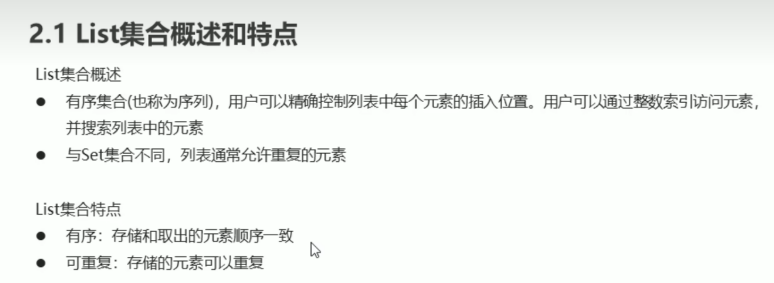 2.1 List集合概述和特点
List集合概述
● 有序集合(也称为序列)，用户可以精确控制列表中每个元素的插入位置。用户可以通过整数索引访问元素，
并搜索列表中的元素
● 与Set集合不同，列表通常允许重复的元素
List集合特点
● 有序：存储和取出的元素顺序一致
● 可重复：存储的元素可以重复